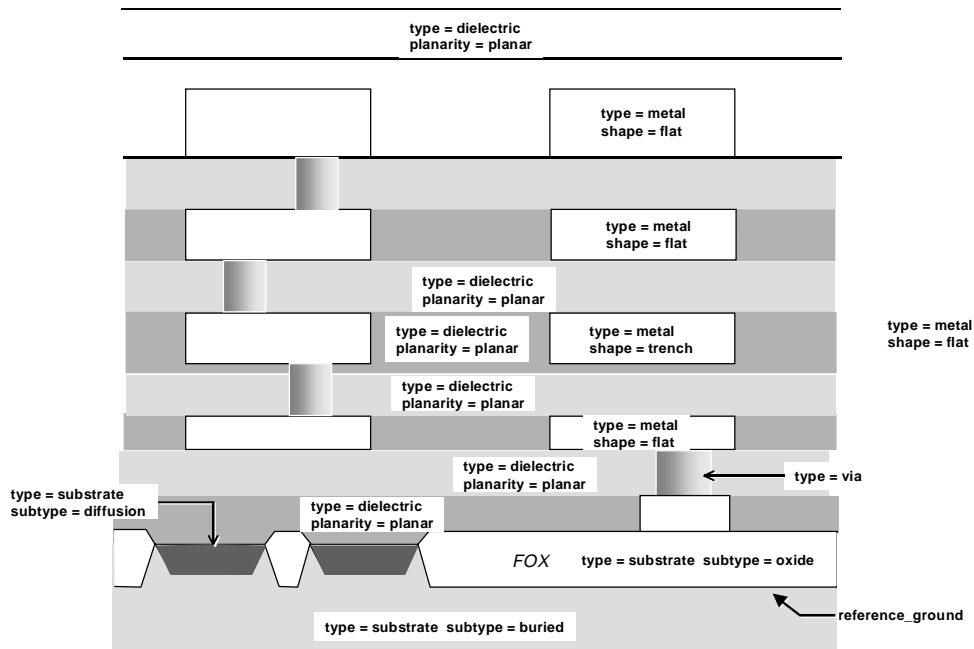 type = dielectric
planarity = planar
type = metal
shape = flat
type = metal
shape = flat
type = dielectric
planarity = planar
type = dielectric
planarity = planar
type = metal
shape = trench
type = metal
shape = flat
type = dielectric
planarity = planar
type = metal
shape = flat
type = dielectric
planarity = planar
type = via
type = substrate
subtype = diffusion
type = dielectric
planarity = planar
FOX type = substrate subtype = oxide
reference_ground
type = substrate subtype = buried